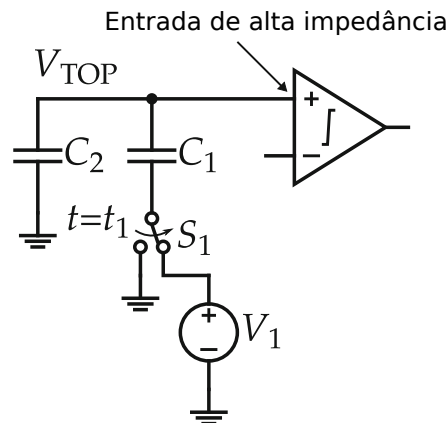 Entrada de alta impedância
V_TOP
C_2
C_1
t=t_1
S_1
V_1